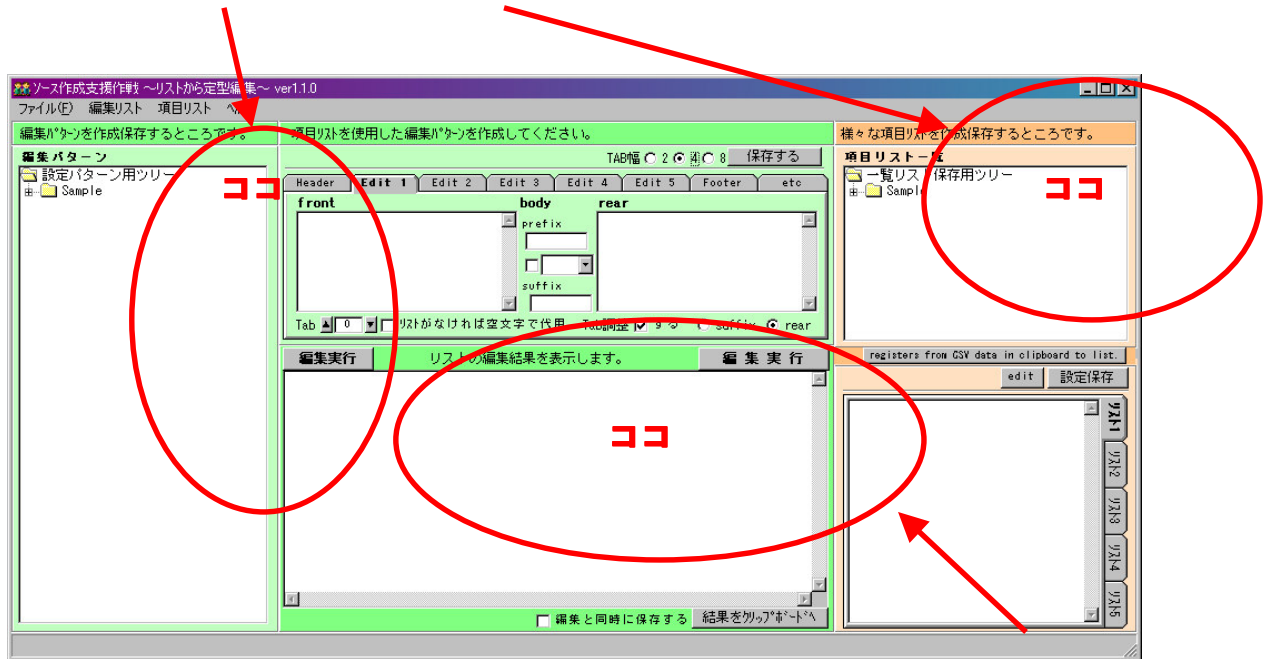 ソース作成支援作戦 ～リストから定型編集～ ver1.1.0
ファイル(F) 編集リスト 項目リスト
編集ﾊﾟﾀｰﾝを作成保存するところです。
項目ﾘｽﾄを使用した編集ﾊﾟﾀｰﾝを作成してください。
様々な項目ﾘｽﾄを作成保存するところです。
編集パターン
設定パターン用ツリー
Sample
ココ
TAB幅 2 4 8 保存する
Header Edit 1 Edit 2 Edit 3 Edit 4 Edit 5 Footer etc
front body rear
prefix
suffix
Tab 0 ﾘｽﾄがなければ空文字で代用 Tab調整 する suffix rear
編集実行 リストの編集結果を表示します。 編 集 実 行
ココ
編集と同時に保存する 結果をｸﾘｯﾌﾟﾎﾞｰﾄﾞへ
項目リスト一覧
一覧リスト保存用ツリー
Sample
ココ
registers from CSV data in clipboard to list.
edit 設定保存
ﾘｽﾄ1
ﾘｽﾄ2
ﾘｽﾄ3
ﾘｽﾄ4
ﾘｽﾄ5